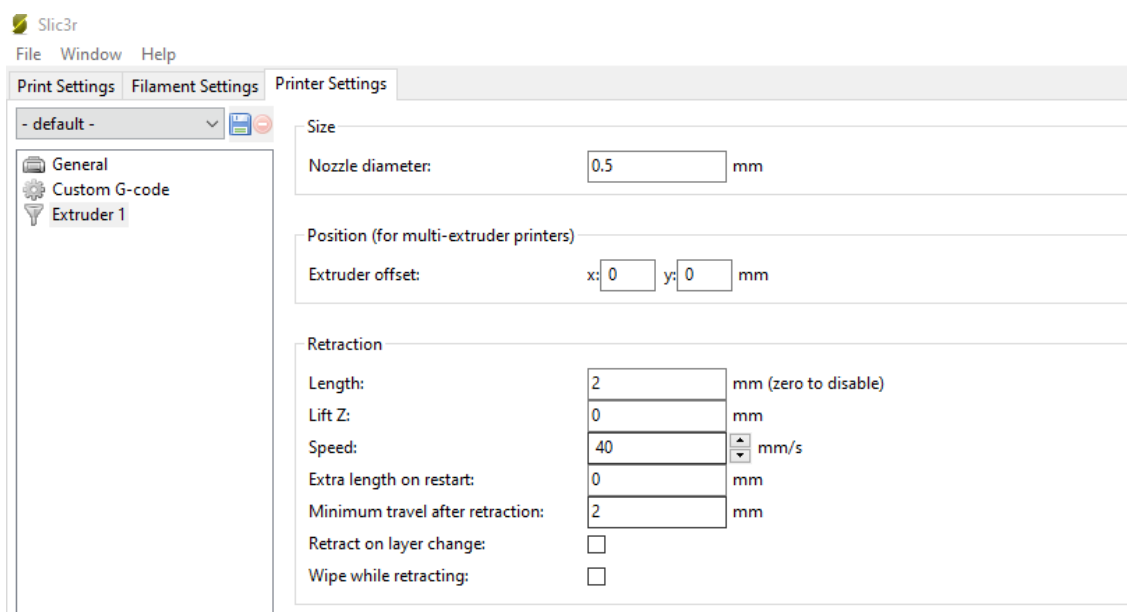 Slic3r
File Window Help
Print Settings Filament Settings Printer Settings
- default -
General
Custom G-code
Extruder 1
Size
Nozzle diameter: 0.5 mm
Position (for multi-extruder printers)
Extruder offset: x: 0 y: 0 mm
Retraction
Length: 2 mm (zero to disable)
Lift Z: 0 mm
Speed: 40 mm/s
Extra length on restart: 0 mm
Minimum travel after retraction: 2 mm
Retract on layer change:
Wipe while retracting: